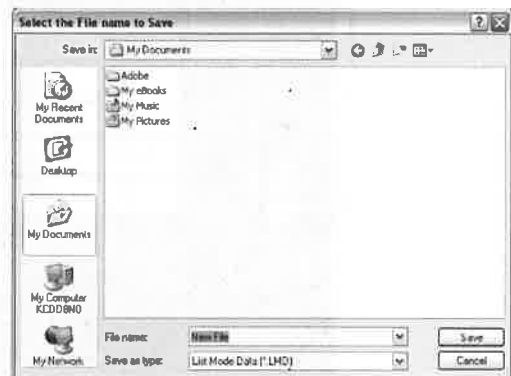 Select the File name to Save
Save in:
My Documents
Adobe
My eBooks
My Music
My Pictures
My Recent
Documents
Desktop
My Documents
My Computer
My Network
File name:
New File
Save
Save as type:
List Mode Data (*.LMD)
Cancel